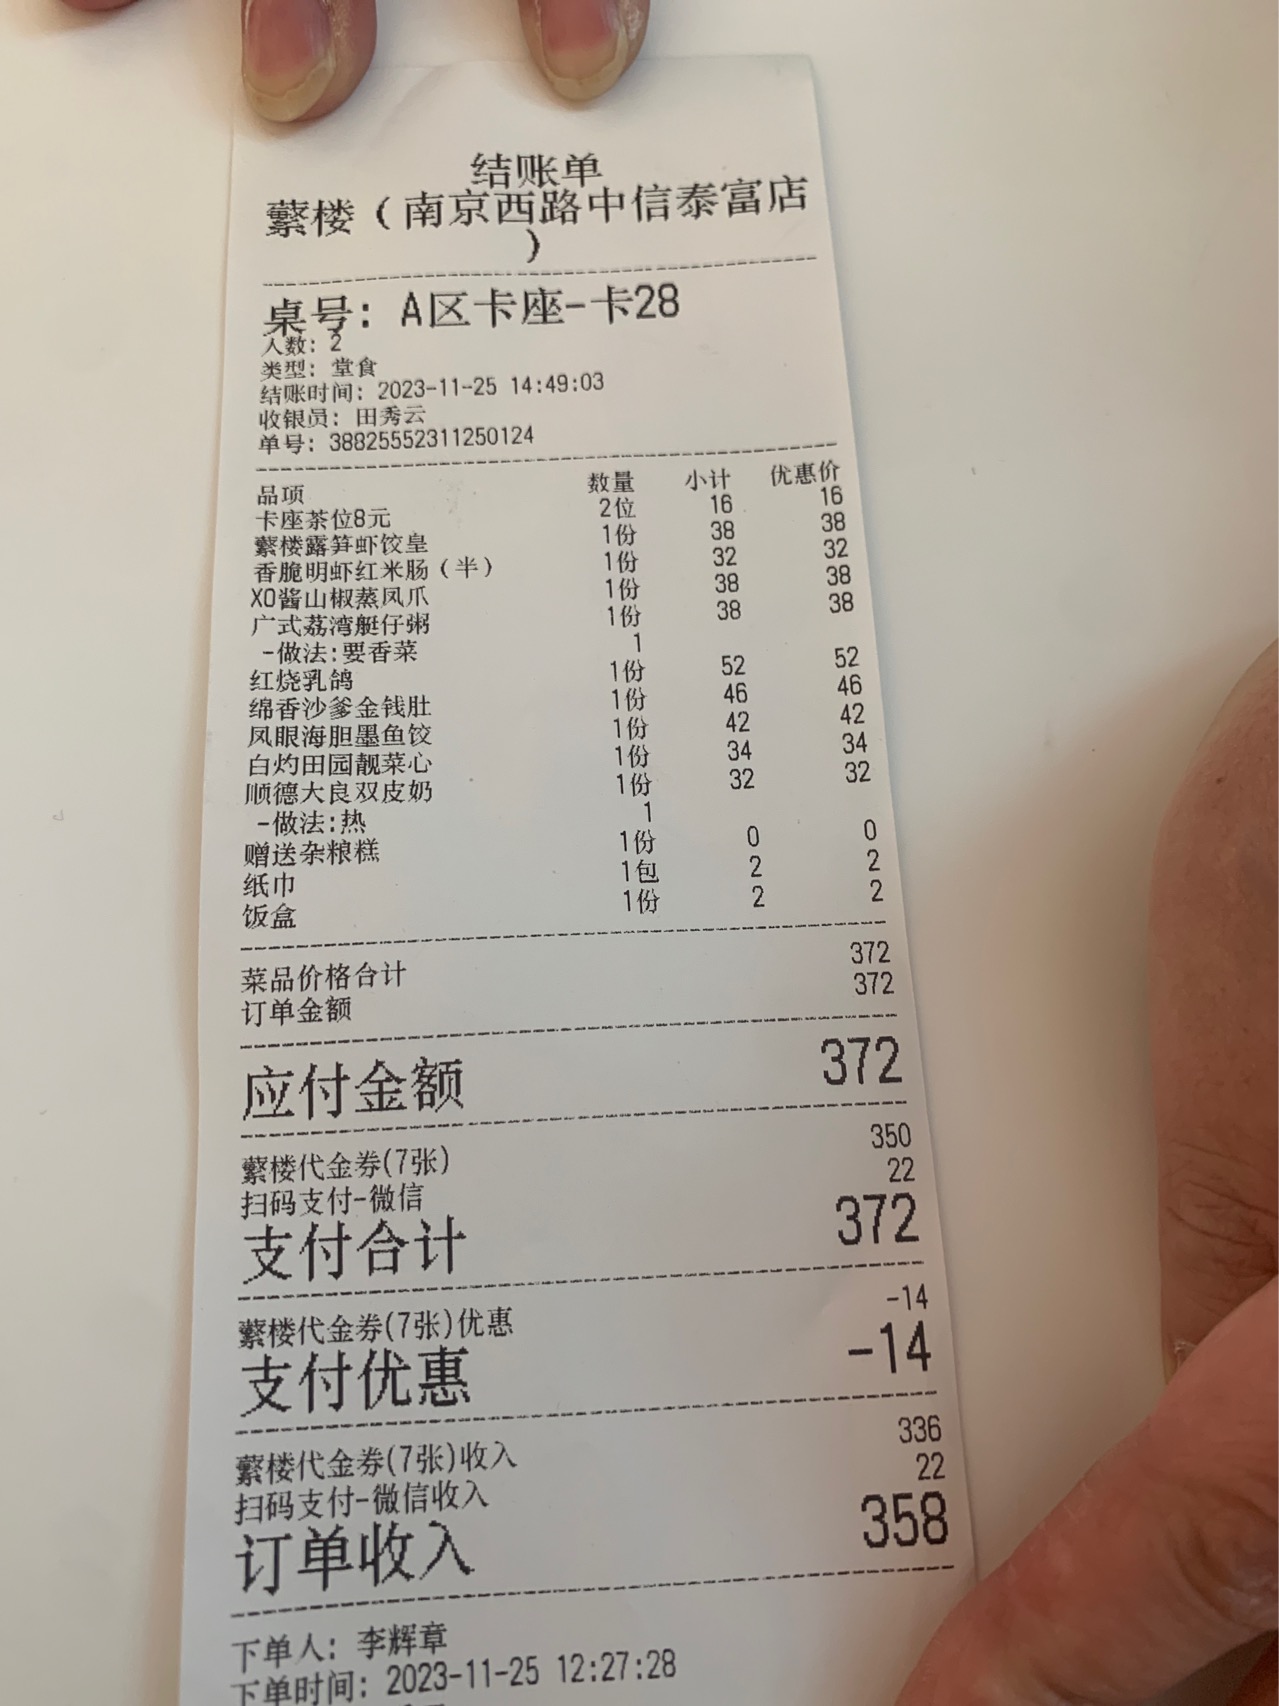 结账单
蘩楼（南京西路中信泰富店
）
桌号：A区卡座-卡28
人数：2
类型：堂食
结账时间：2023-11-25 14:49:03
收银员：田秀云
单号：38825552311250124
品项 数量 小计 优惠价
卡座茶位8元 2位 16 16
蘩楼露笋虾饺皇 1份 38 38
香脆明虾红米肠（半） 1份 32 32
XO酱山椒蒸凤爪 1份 38 38
广式荔湾艇仔粥 1份 38 38
-做法:要香菜 1
红烧乳鸽 1份 52 52
绵香沙爹金钱肚 1份 46 46
凤眼海胆墨鱼饺 1份 42 42
白灼田园靓菜心 1份 34 34
顺德大良双皮奶 1份 32 32
-做法:热 1
赠送杂粮糕 1份 0 0
纸巾 1包 2 2
饭盒 1份 2 2
菜品价格合计 372
订单金额 372
应付金额 372
蘩楼代金券(7张) 350
扫码支付-微信 22
支付合计 372
蘩楼代金券(7张)优惠 -14
支付优惠 -14
蘩楼代金券(7张)收入 336
扫码支付-微信收入 22
订单收入 358
下单人：李辉章
下单时间：2023-11-25 12:27:28